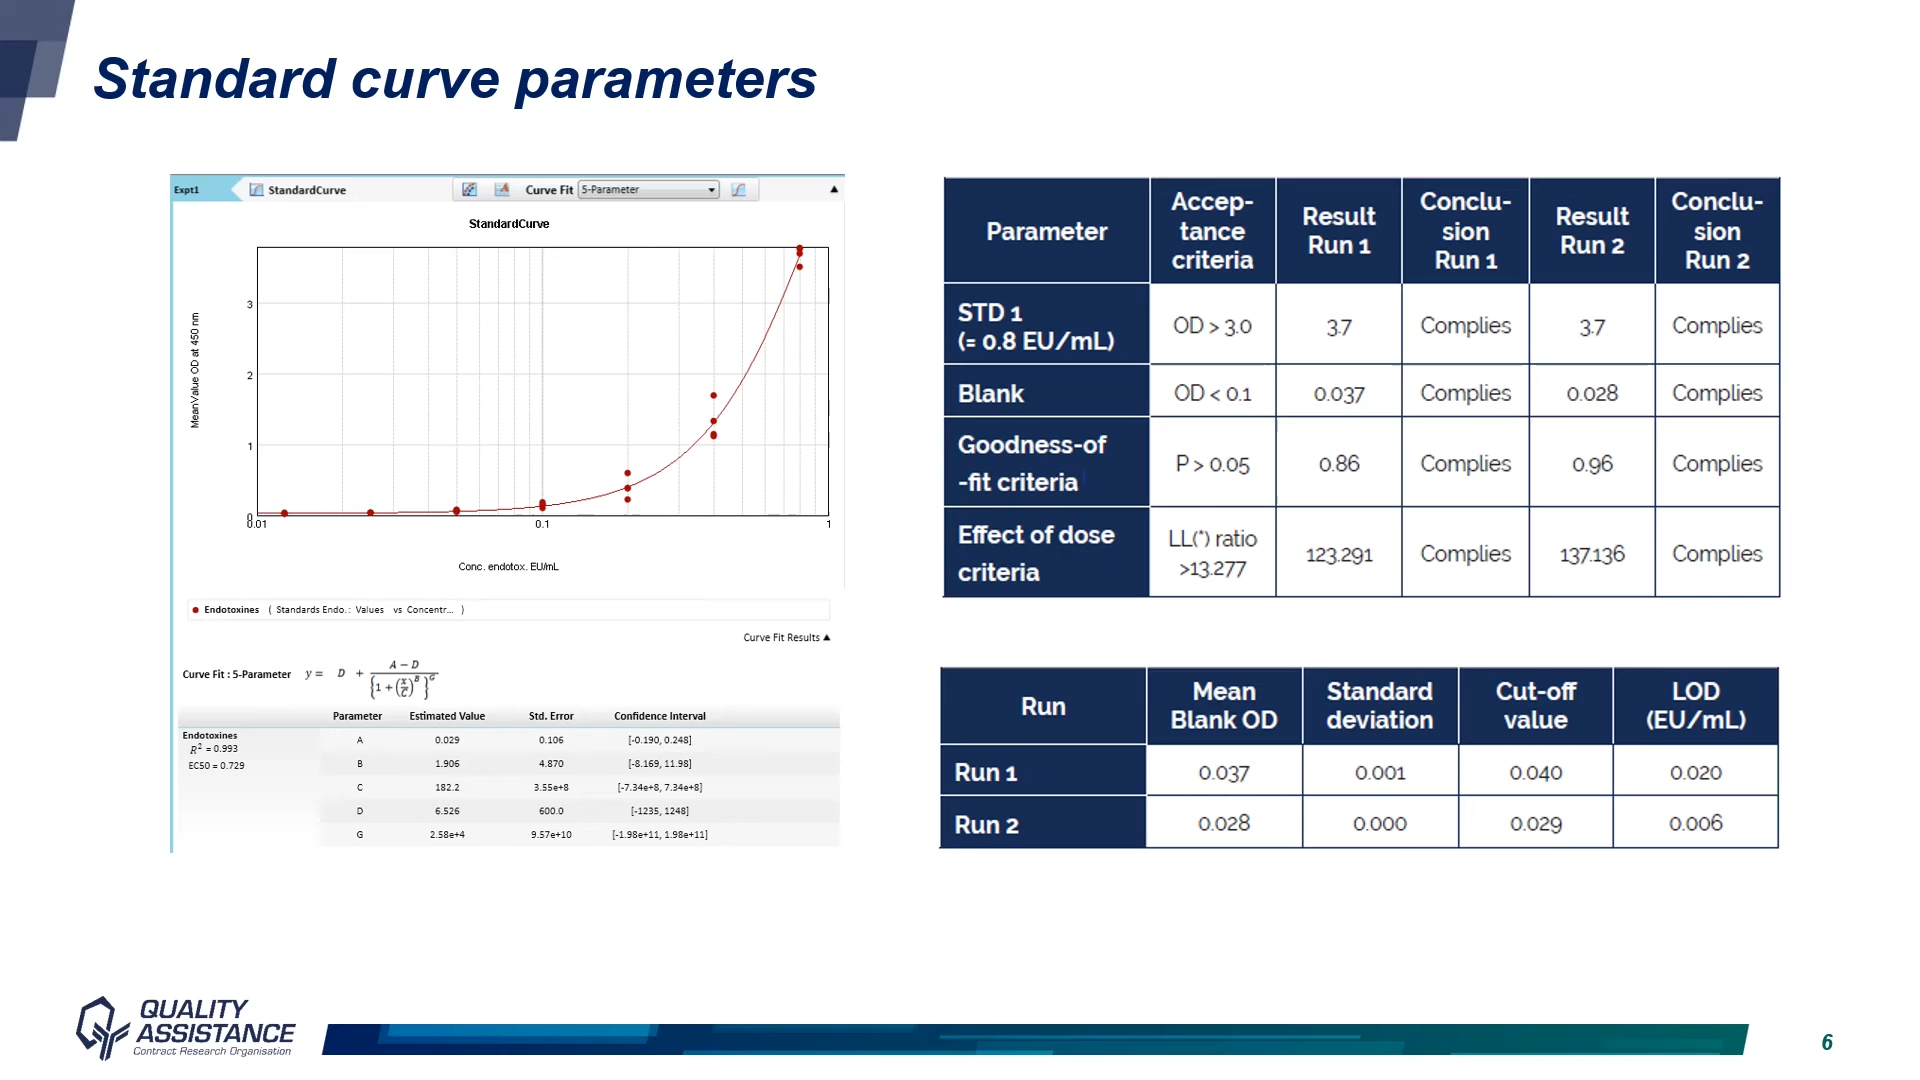 Standard curve parameters
Expt1
StandardCurve
Curve Fit
5-Parameter
StandardCurve
MeanValue OD at 450 nm
3
2
1
0
0.01
0.1
1
Conc. endotox. EU/mL
Endotoxines ( Standards Endo.: Values vs Concentr... )
Curve Fit Results
Curve Fit : 5-Parameter y = D + A − D
{1 + (x/C)^B}^G
Parameter Estimated Value Std. Error Confidence Interval
Endotoxines
R² = 0.993
EC50 = 0.729
A 0.029 0.106 [-0.190, 0.248]
B 1.906 4.870 [-8.169, 11.98]
C 182.2 3.55e+8 [-7.34e+8, 7.34e+8]
D 6.526 600.0 [-1235, 1248]
G 2.58e+4 9.57e+10 [-1.98e+11, 1.98e+11]
Parameter
Accep-
tance
criteria
Result
Run 1
Conclu-
sion
Run 1
Result
Run 2
Conclu-
sion
Run 2
STD 1
(= 0.8 EU/mL)
OD > 3.0
3.7
Complies
3.7
Complies
Blank
OD < 0.1
0.037
Complies
0.028
Complies
Goodness-of
-fit criteria
P > 0.05
0.86
Complies
0.96
Complies
Effect of dose
criteria
LL(*) ratio
>13.277
123.291
Complies
137.136
Complies
Run
Mean
Blank OD
Standard
deviation
Cut-off
value
LOD
(EU/mL)
Run 1 0.037 0.001 0.040 0.020
Run 2 0.028 0.000 0.029 0.006
QUALITY
ASSISTANCE
Contract Research Organisation
6